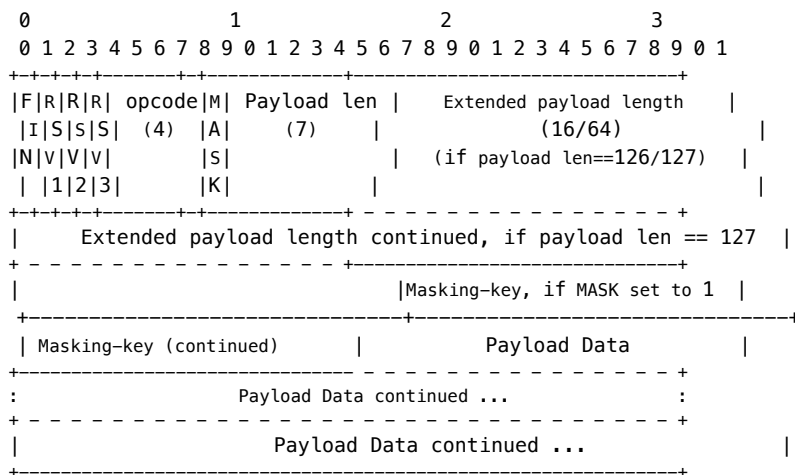 0                   1                   2                   3
0 1 2 3 4 5 6 7 8 9 0 1 2 3 4 5 6 7 8 9 0 1 2 3 4 5 6 7 8 9 0 1
+-+-+-+-+-------+-+-------------+-------------------------------+
|F|R|R|R| opcode|M| Payload len | Extended payload length |
|I|S|S|S| (4) |A| (7) | (16/64) |
|N|V|V|V| |S| | (if payload len==126/127) |
| |1|2|3| |K| | |
+-+-+-+-+-------+-+-------------+ - - - - - - - - - - - - - - - +
| Extended payload length continued, if payload len == 127 |
+ - - - - - - - - - - - - - - - +-------------------------------+
| |Masking-key, if MASK set to 1 |
+-------------------------------+-------------------------------+
| Masking-key (continued) | Payload Data |
+-------------------------------- - - - - - - - - - - - - - - - +
: Payload Data continued ... :
+ - - - - - - - - - - - - - - - - - - - - - - - - - - - - - - - +
| Payload Data continued ... |
+---------------------------------------------------------------+